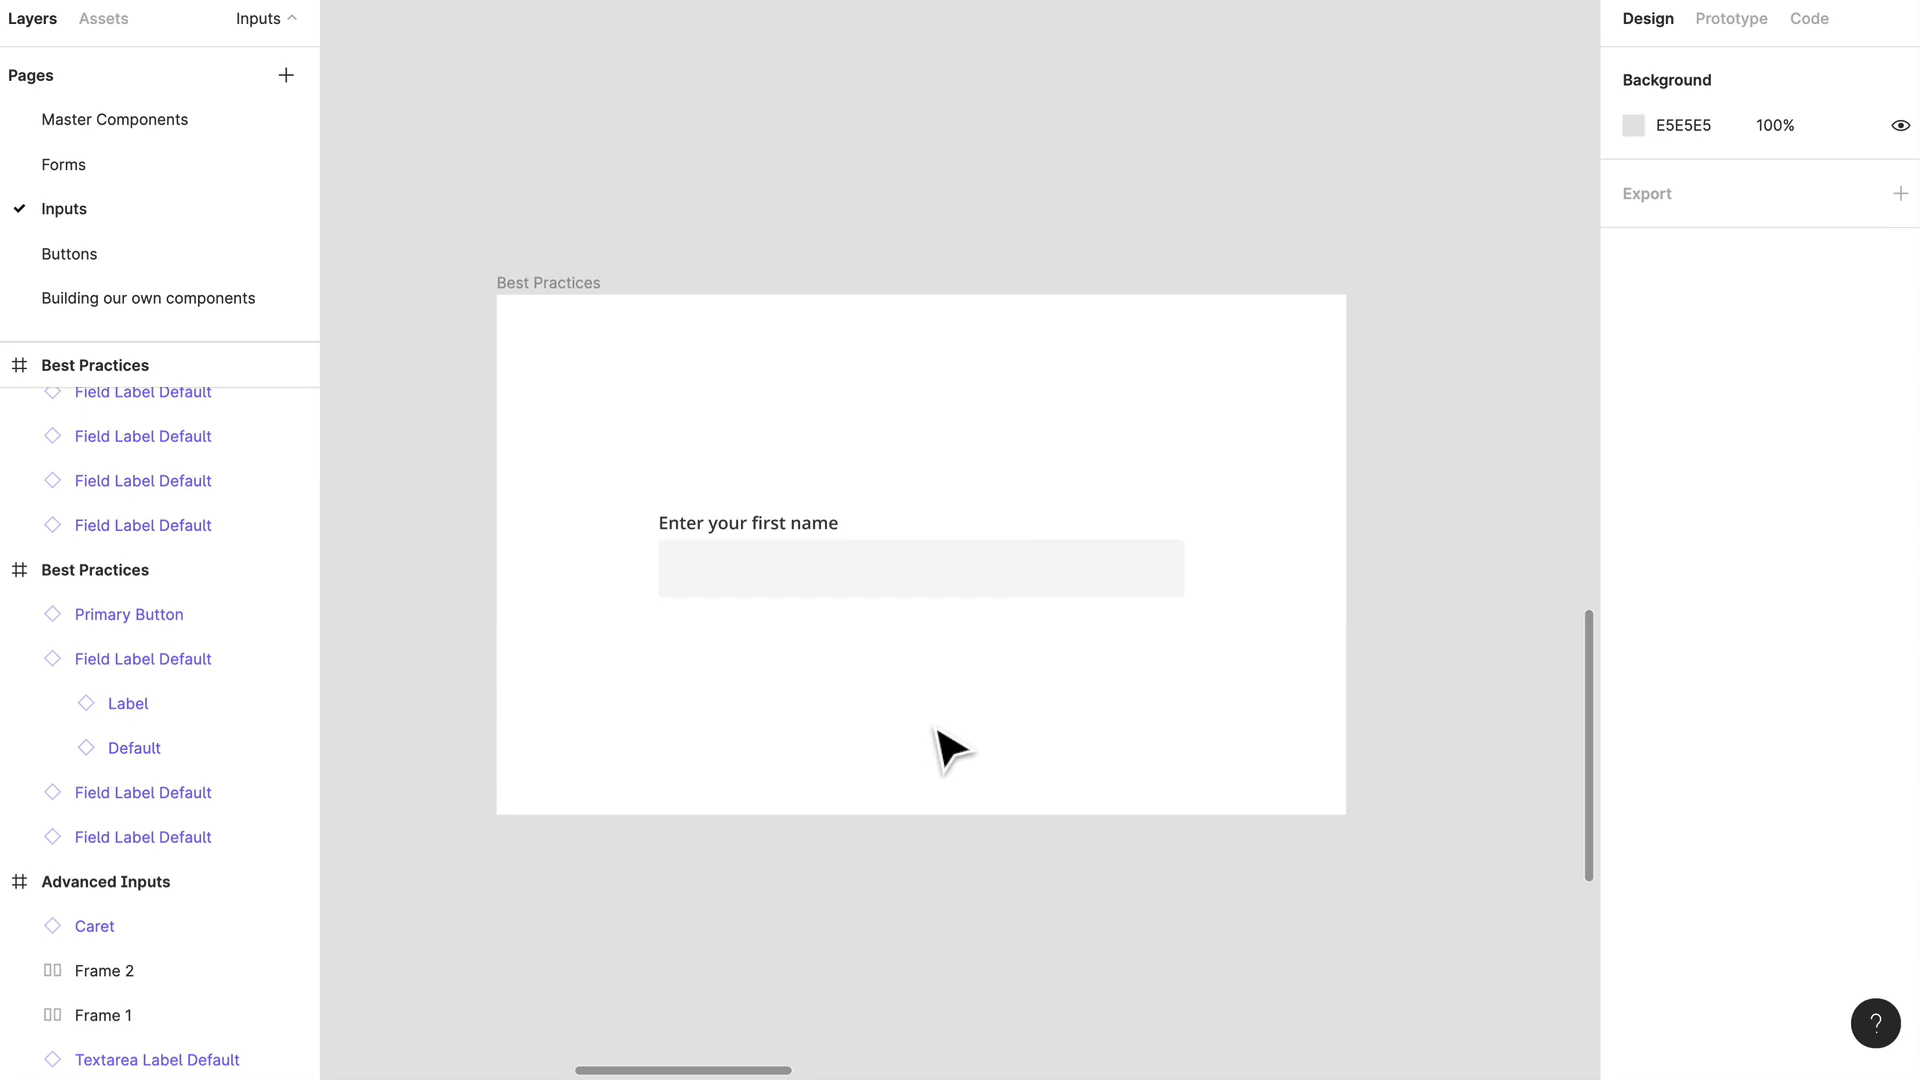 Layers Assets Inputs
Pages
Master Components
Forms
Inputs
Buttons
Building our own components
Best Practices
Field Label Default
Field Label Default
Field Label Default
Field Label Default
Best Practices
Primary Button
Field Label Default
Label
Default
Field Label Default
Field Label Default
Advanced Inputs
Caret
Frame 2
Frame 1
Textarea Label Default
Best Practices
Enter your first name
Design Prototype Code
Background
E5E5E5 100%
Export
?